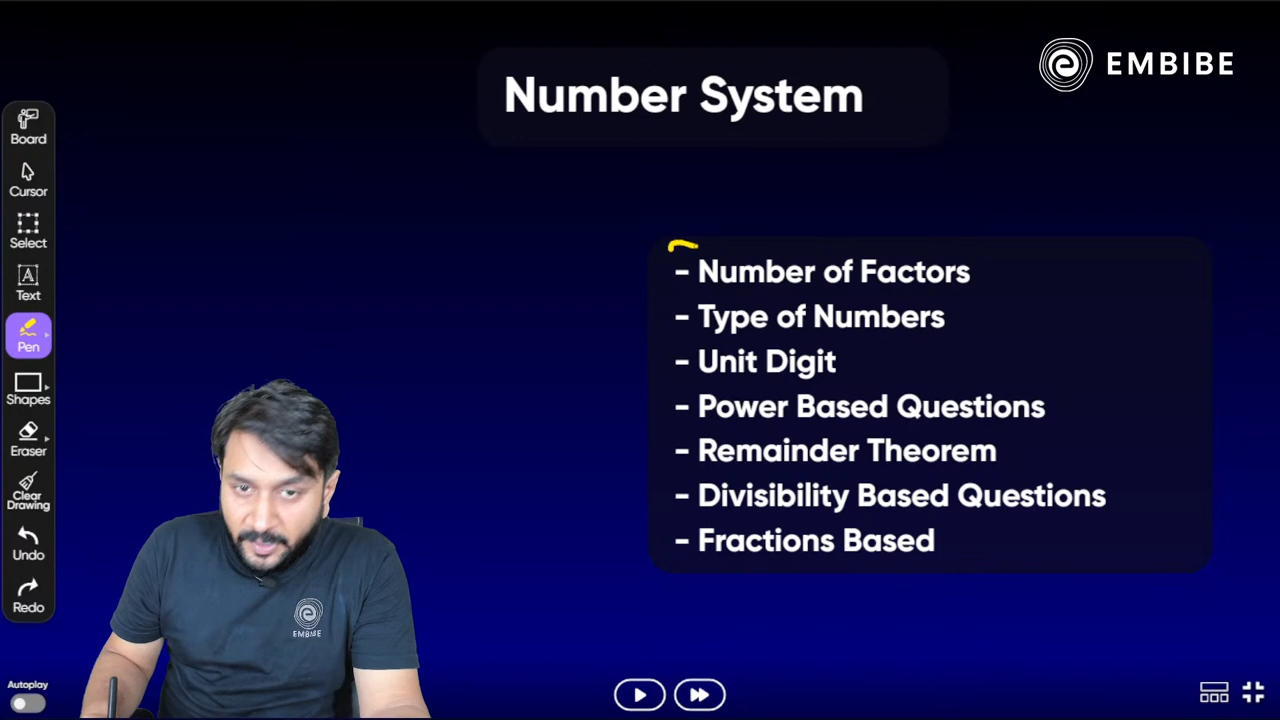 EMBIBE
Number System
Board
Cursor
Select
Text
Pen
Shapes
Eraser
Clear
Drawing
Undo
Redo
Autoplay
- Number of Factors
- Type of Numbers
- Unit Digit
- Power Based Questions
- Remainder Theorem
- Divisibility Based Questions
- Fractions Based
EMBIBE